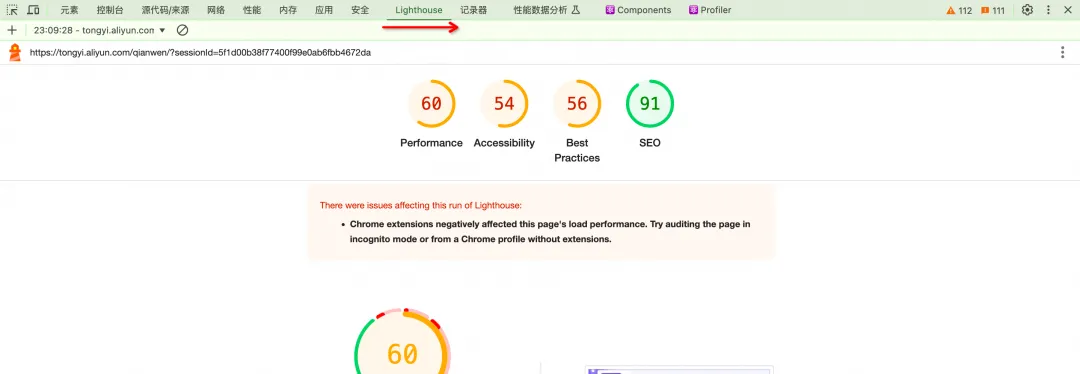 元素 控制台 源代码/来源 网络 性能 内存 应用 安全 Lighthouse 记录器 性能数据分析 Components Profiler 112 111
23:09:28 - tongyi.aliyun.com
https://tongyi.aliyun.com/qianwen/?sessionId=5f1d00b38f77400f99e0ab6fbb4672da
60 54 56 91
Performance Accessibility Best Practices SEO
There were issues affecting this run of Lighthouse:
Chrome extensions negatively affected this page's load performance. Try auditing the page in
incognito mode or from a Chrome profile without extensions.
60